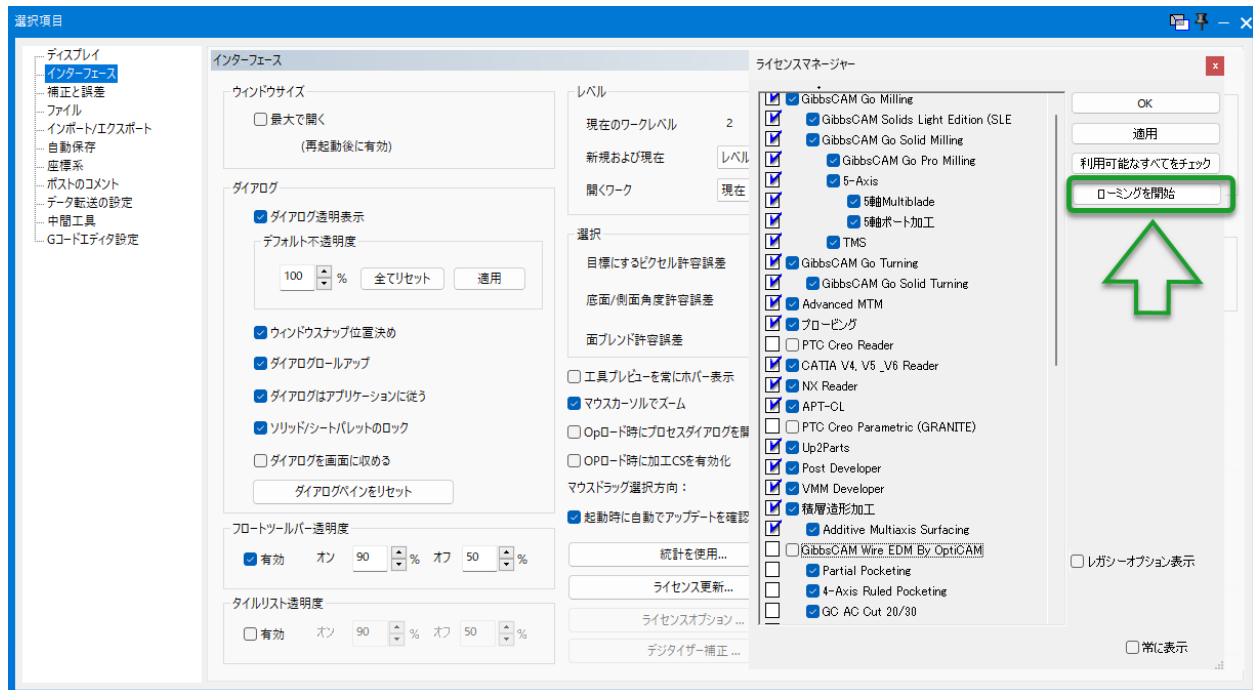 選択項目
ディスプレイ
インターフェース
補正と誤差
ファイル
インポート/エクスポート
自動保存
座標系
ポストのコメント
データ転送の設定
中間工具
Gコードエディタ設定
インターフェース
ウィンドウサイズ
最大で開く
(再起動後に有効)
ダイアログ
ダイアログ透明表示
デフォルト不透明度
100 % 全てリセット 適用
ウィンドウスナップ位置決め
ダイアログロールアップ
ダイアログはアプリケーションに従う
ソリッド/シートパレットのロック
ダイアログを画面に収める
ダイアログペインをリセット
フロートツールバー透明度
有効 オン 90 % オフ 50 %
タイルリスト透明度
有効 オン 90 % オフ 50 %
レベル
現在のワークレベル 2
新規および現在 レベル
開くワーク 現在
選択
目標にするピクセル許容誤差
底面/側面角度許容誤差
面ブレンド許容誤差
工具プレビューを常にホバー表示
マウスカーソルでズーム
Opロード時にプロセスダイアログを開
OPロード時に加工CSを有効化
マウスドラッグ選択方向：
起動時に自動でアップデートを確認
統計を使用...
ライセンス更新...
ライセンスオプション ...
デジタイザー補正 ...
ライセンスマネージャー
GibbsCAM Go Milling
GibbsCAM Solids Light Edition (SLE
GibbsCAM Go Solid Milling
GibbsCAM Go Pro Milling
5-Axis
5軸Multiblade
5軸ポート加工
TMS
GibbsCAM Go Turning
GibbsCAM Go Solid Turning
Advanced MTM
プロービング
PTC Creo Reader
CATIA V4, V5 _V6 Reader
NX Reader
APT-CL
PTC Creo Parametric (GRANITE)
Up2Parts
Post Developer
VMM Developer
積層造形加工
Additive Multiaxis Surfacing
GibbsCAM Wire EDM By OptiCAM
Partial Pocketing
4-Axis Ruled Pocketing
GC AC Cut 20/30
OK
適用
利用可能なすべてをチェック
ローミングを開始
レガシーオプション表示
常に表示